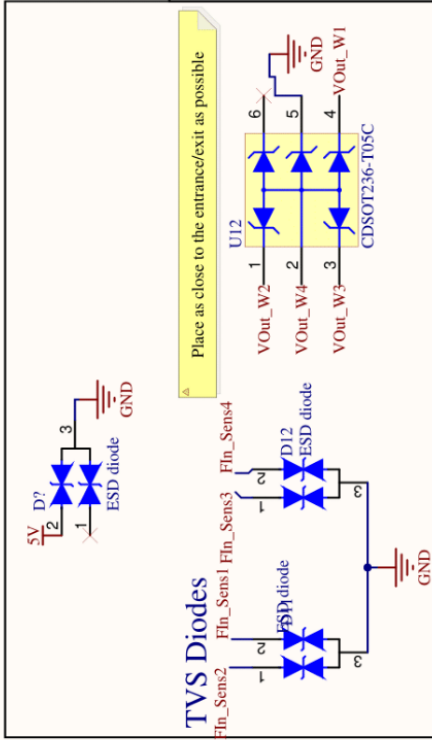 TVS Diodes
FIn_Sens2
FIn_Sens1
FIn_Sens3
FIn_Sens4
1
2
3
ESD diode
1
2
3
D12
ESD diode
GND
5V
D?
2
1
3
ESD diode
GND
Place as close to the entrance/exit as possible
U12
VOut_W2
1
VOut_W4
2
VOut_W3
3
6
5
4
VOut_W1
GND
CDSOT236-T05C